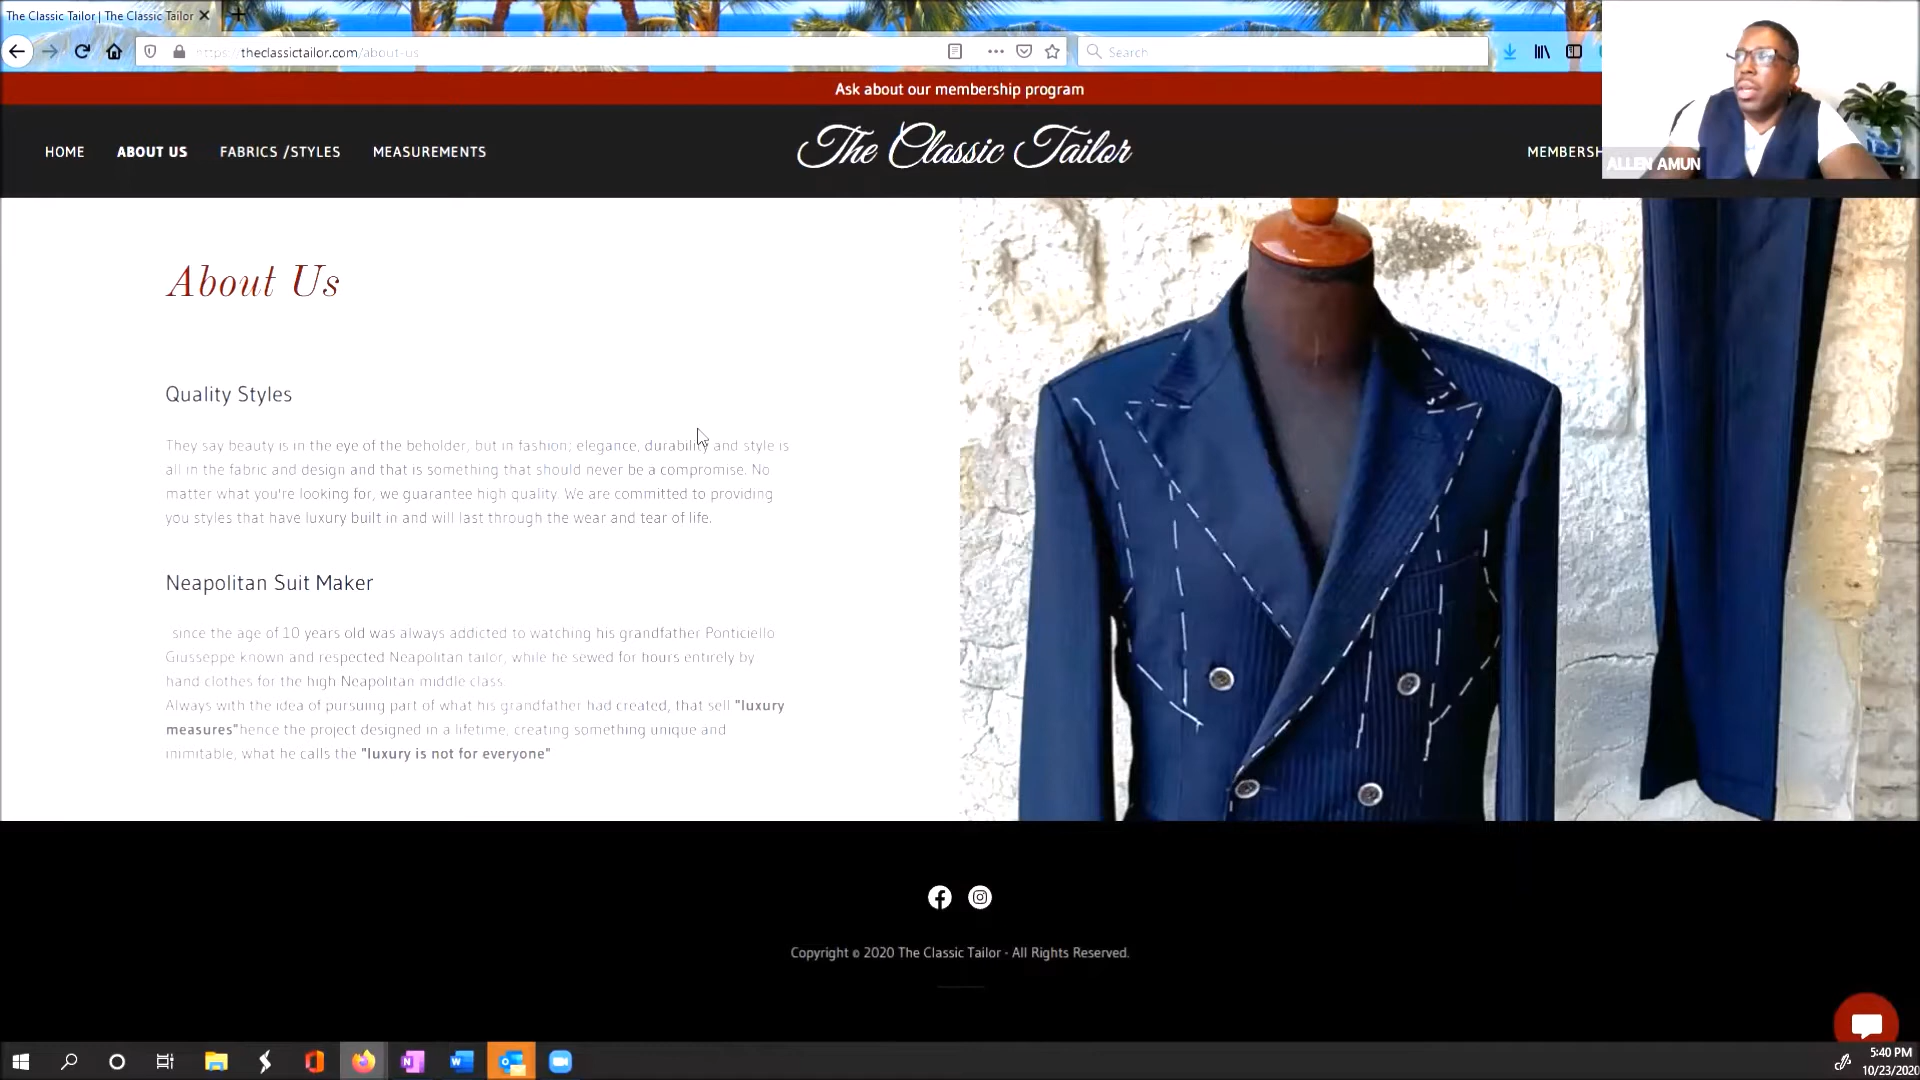 The Classic Tailor | The Classic Tailor
https://theclassictailor.com/about-us
Search
Ask about our membership program
HOME
ABOUT US
FABRICS /STYLES
MEASUREMENTS
The Classic Tailor
MEMBERSH
ALLEN AMUN
About Us
Quality Styles
They say beauty is in the eye of the beholder, but in fashion; elegance, durability and style is
all in the fabric and design and that is something that should never be a compromise. No
matter what you're looking for, we guarantee high quality. We are committed to providing
you styles that have luxury built in and will last through the wear and tear of life.
Neapolitan Suit Maker
since the age of 10 years old was always addicted to watching his grandfather Ponticiello
Giusseppe known and respected Neapolitan tailor, while he sewed for hours entirely by
hand clothes for the high Neapolitan middle class.
Always with the idea of pursuing part of what his grandfather had created, that sell "luxury
measures"hence the project designed in a lifetime, creating something unique and
inimitable, what he calls the "luxury is not for everyone"
Copyright © 2020 The Classic Tailor - All Rights Reserved.
5:40 PM
10/23/2020